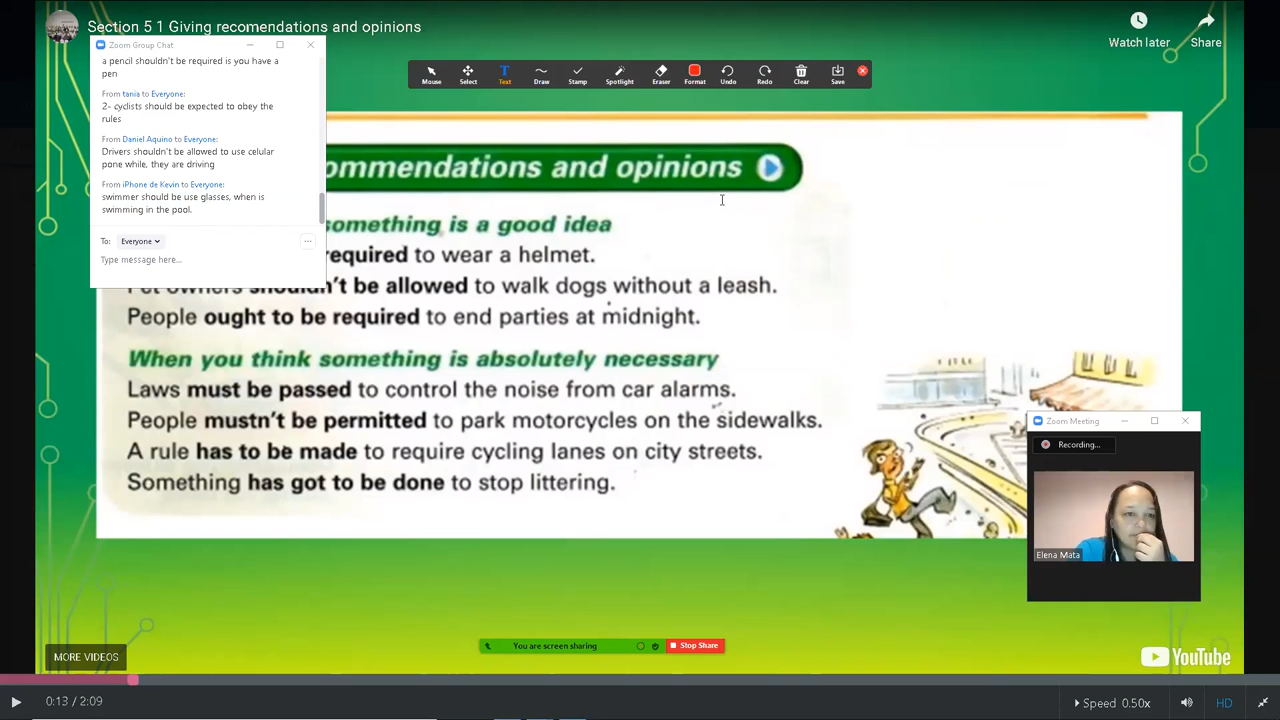 Section 5 1 Giving recomendations and opinions
Watch later
Share
Zoom Group Chat
a pencil shouldn't be required is you have a
pen
From tania to Everyone:
2- cyclists should be expected to obey the
rules
From Daniel Aquino to Everyone:
Drivers shouldn't be allowed to use celular
pone while, they are driving
From iPhone de Kevin to Everyone:
swimmer should be use glasses, when is
swimming in the pool.
To: Everyone
Type message here...
Mouse Select Text Draw Stamp Spotlight Eraser Format Undo Redo Clear Save
ommendations and opinions
something is a good idea
required to wear a helmet.
shouldn't be allowed to walk dogs without a leash.
People ought to be required to end parties at midnight.
When you think something is absolutely necessary
Laws must be passed to control the noise from car alarms.
People mustn't be permitted to park motorcycles on the sidewalks.
A rule has to be made to require cycling lanes on city streets.
Something has got to be done to stop littering.
Zoom Meeting
Recording...
Elena Mata
You are screen sharing
Stop Share
MORE VIDEOS
YouTube
0:13 / 2:09
Speed 0.50x
HD